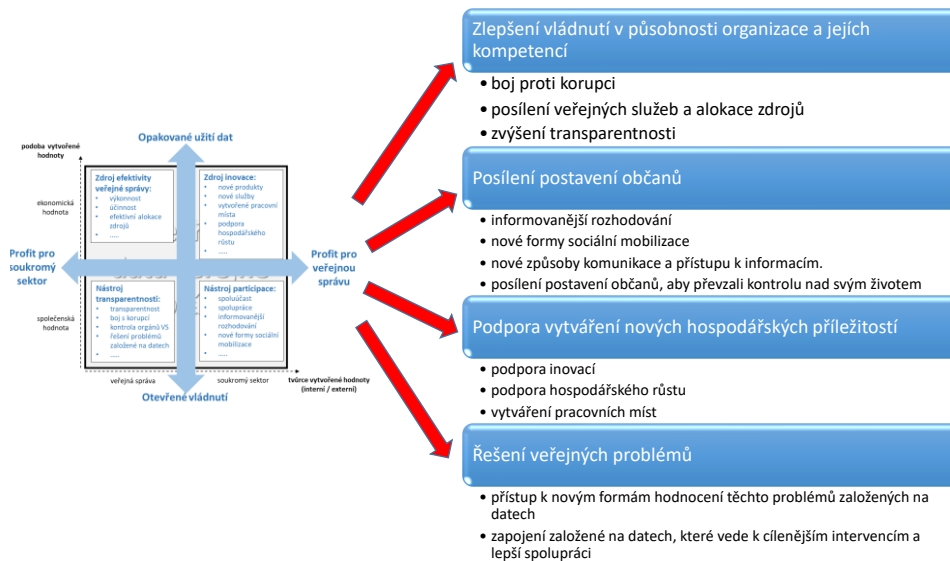 Opakované užití dat
podoba vytvořené
hodnoty
Zdroj efektivity
veřejné správy:
• výkonnost
• účinnost
• efektivní alokace
zdrojů
• .....
Zdroj inovace:
• nové produkty
• nové služby
• vytvořené pracovní
místa
• podpora
hospodářského
růstu
• .....
ekonomická
hodnota
Profit pro
soukromý
sektor
Profit pro
veřejnou
správu
Nástroj
transparentnosti:
• transparentnost
• boj s korupcí
• kontrola orgánů VS
• řešení problémů
založené na datech
• .....
Nástroj participace:
• spoluúčast
• spolupráce
• informovanější
rozhodování
• nové formy sociální
mobilizace
• .....
společenská
hodnota
veřejná správa
soukromý sektor
tvůrce vytvořené hodnoty
(interní / externí)
Otevřené vládnutí
Zlepšení vládnutí v působnosti organizace a jejích
kompetencí
• boj proti korupci
• posílení veřejných služeb a alokace zdrojů
• zvýšení transparentnosti
Posílení postavení občanů
• informovanější rozhodování
• nové formy sociální mobilizace
• nové způsoby komunikace a přístupu k informacím.
• posílení postavení občanů, aby převzali kontrolu nad svým životem
Podpora vytváření nových hospodářských příležitostí
• podpora inovací
• podpora hospodářského růstu
• vytváření pracovních míst
Řešení veřejných problémů
• přístup k novým formám hodnocení těchto problémů založených na
datech
• zapojení založené na datech, které vede k cílenějším intervencím a
lepší spolupráci